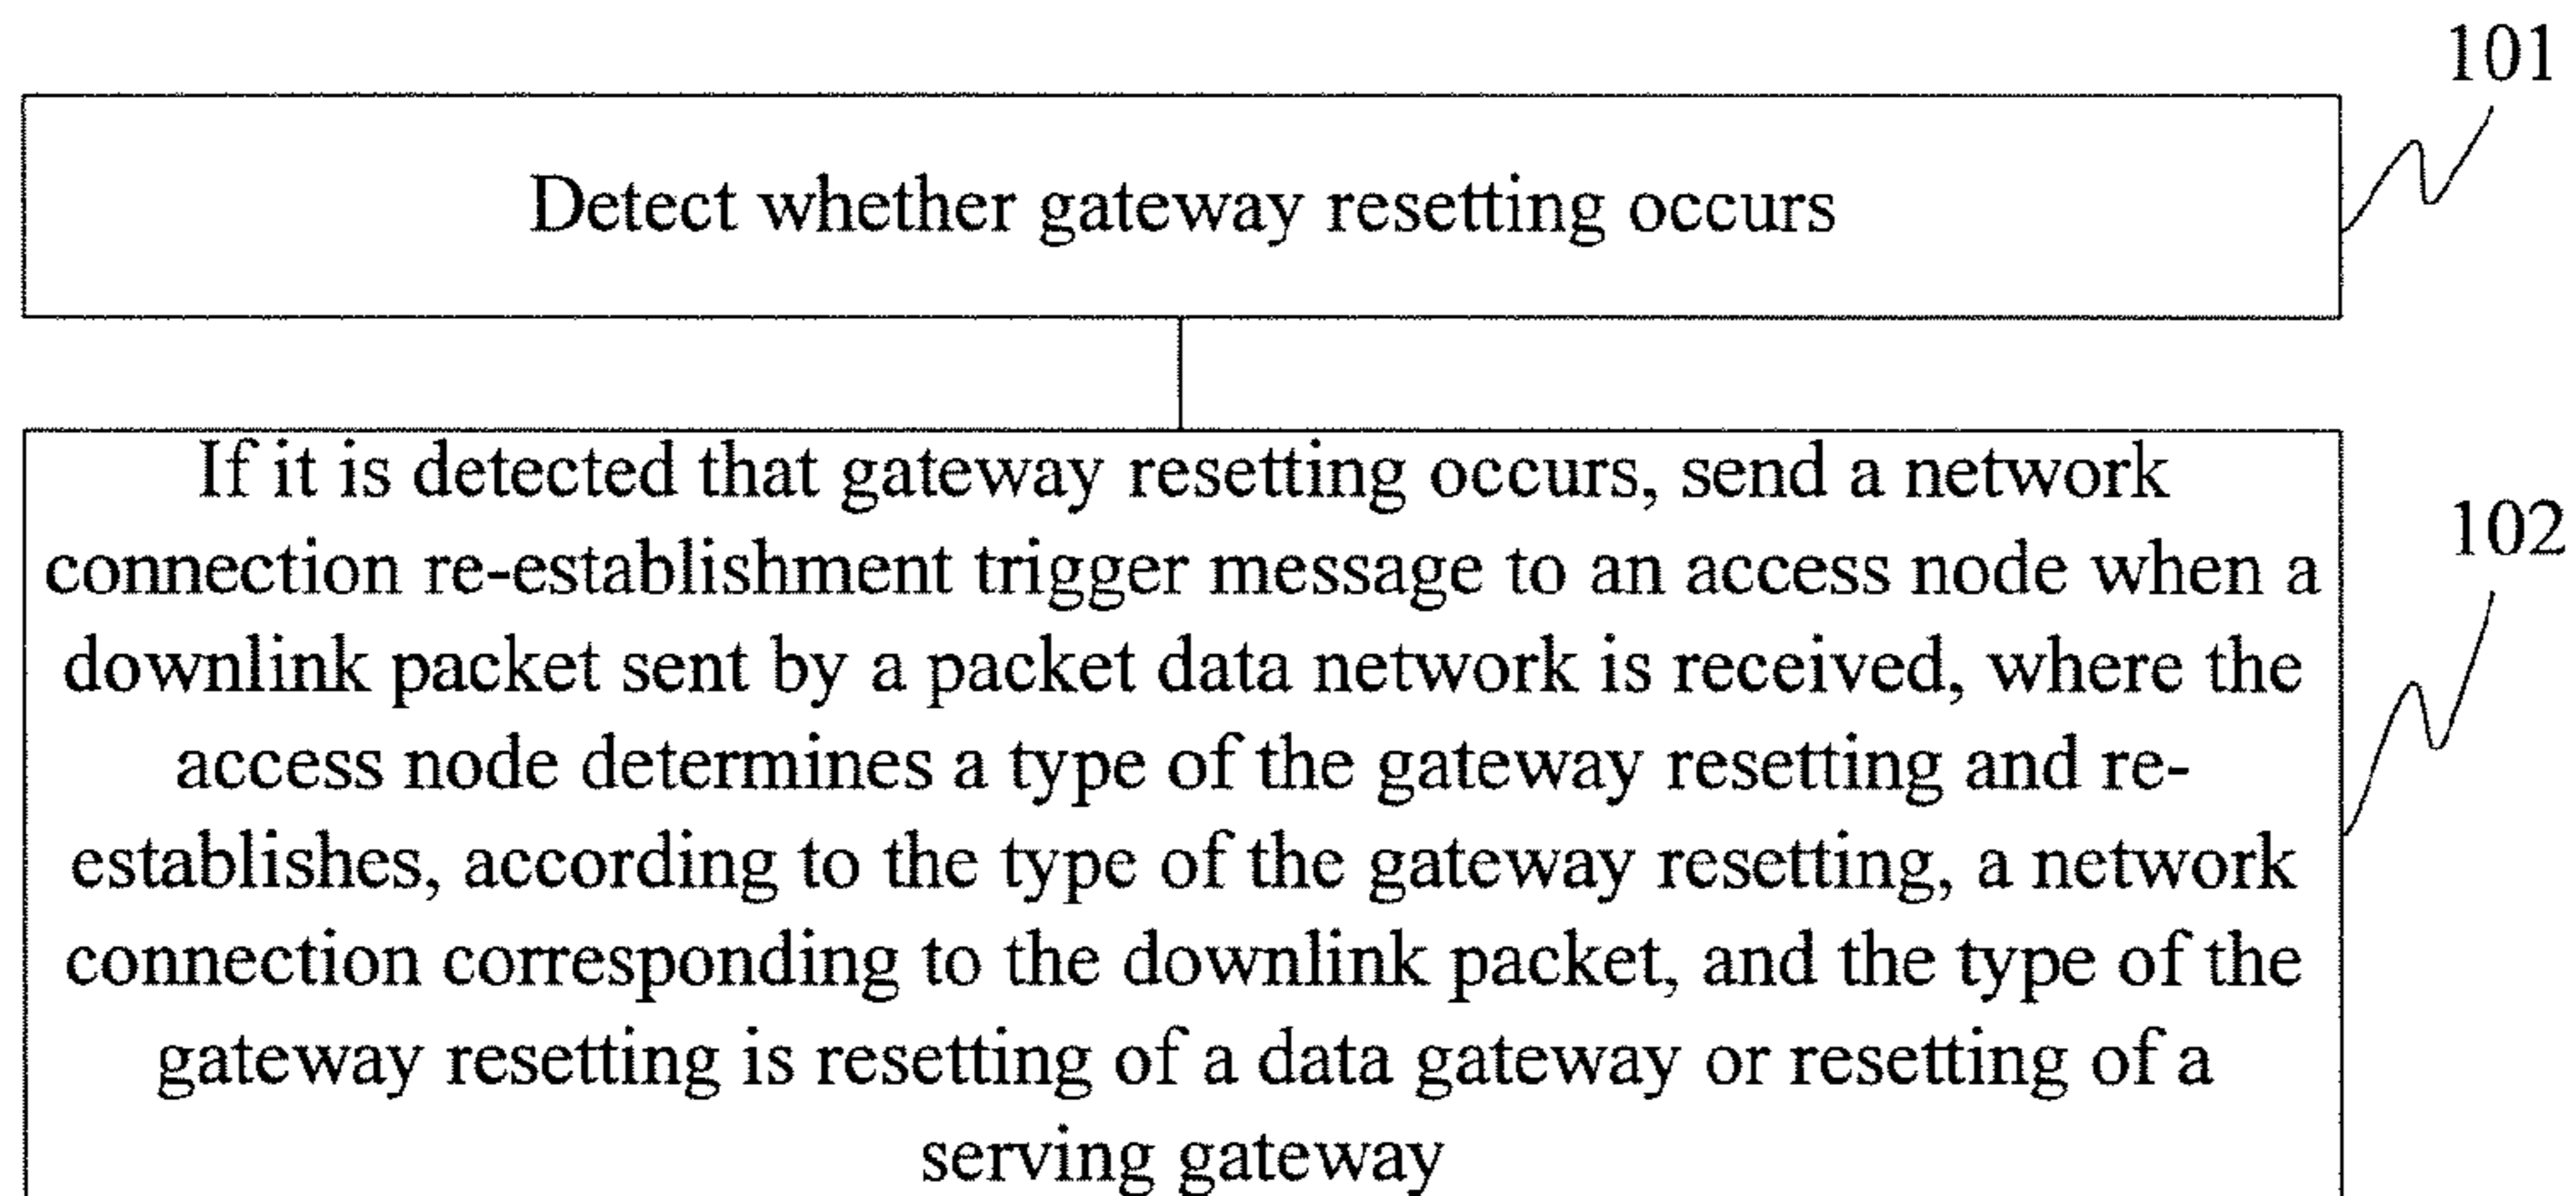 101
Detect whether gateway resetting occurs
If it is detected that gateway resetting occurs, send a network
connection re-establishment trigger message to an access node when a
102
downlink packet sent by a packet data network is received, where the
access node determines a type of the gateway resetting and re-
establishes, according to the type of the gateway resetting, a network
connection corresponding to the downlink packet, and the type of the
gateway resetting is resetting of a data gateway or resetting of a
serving gateway